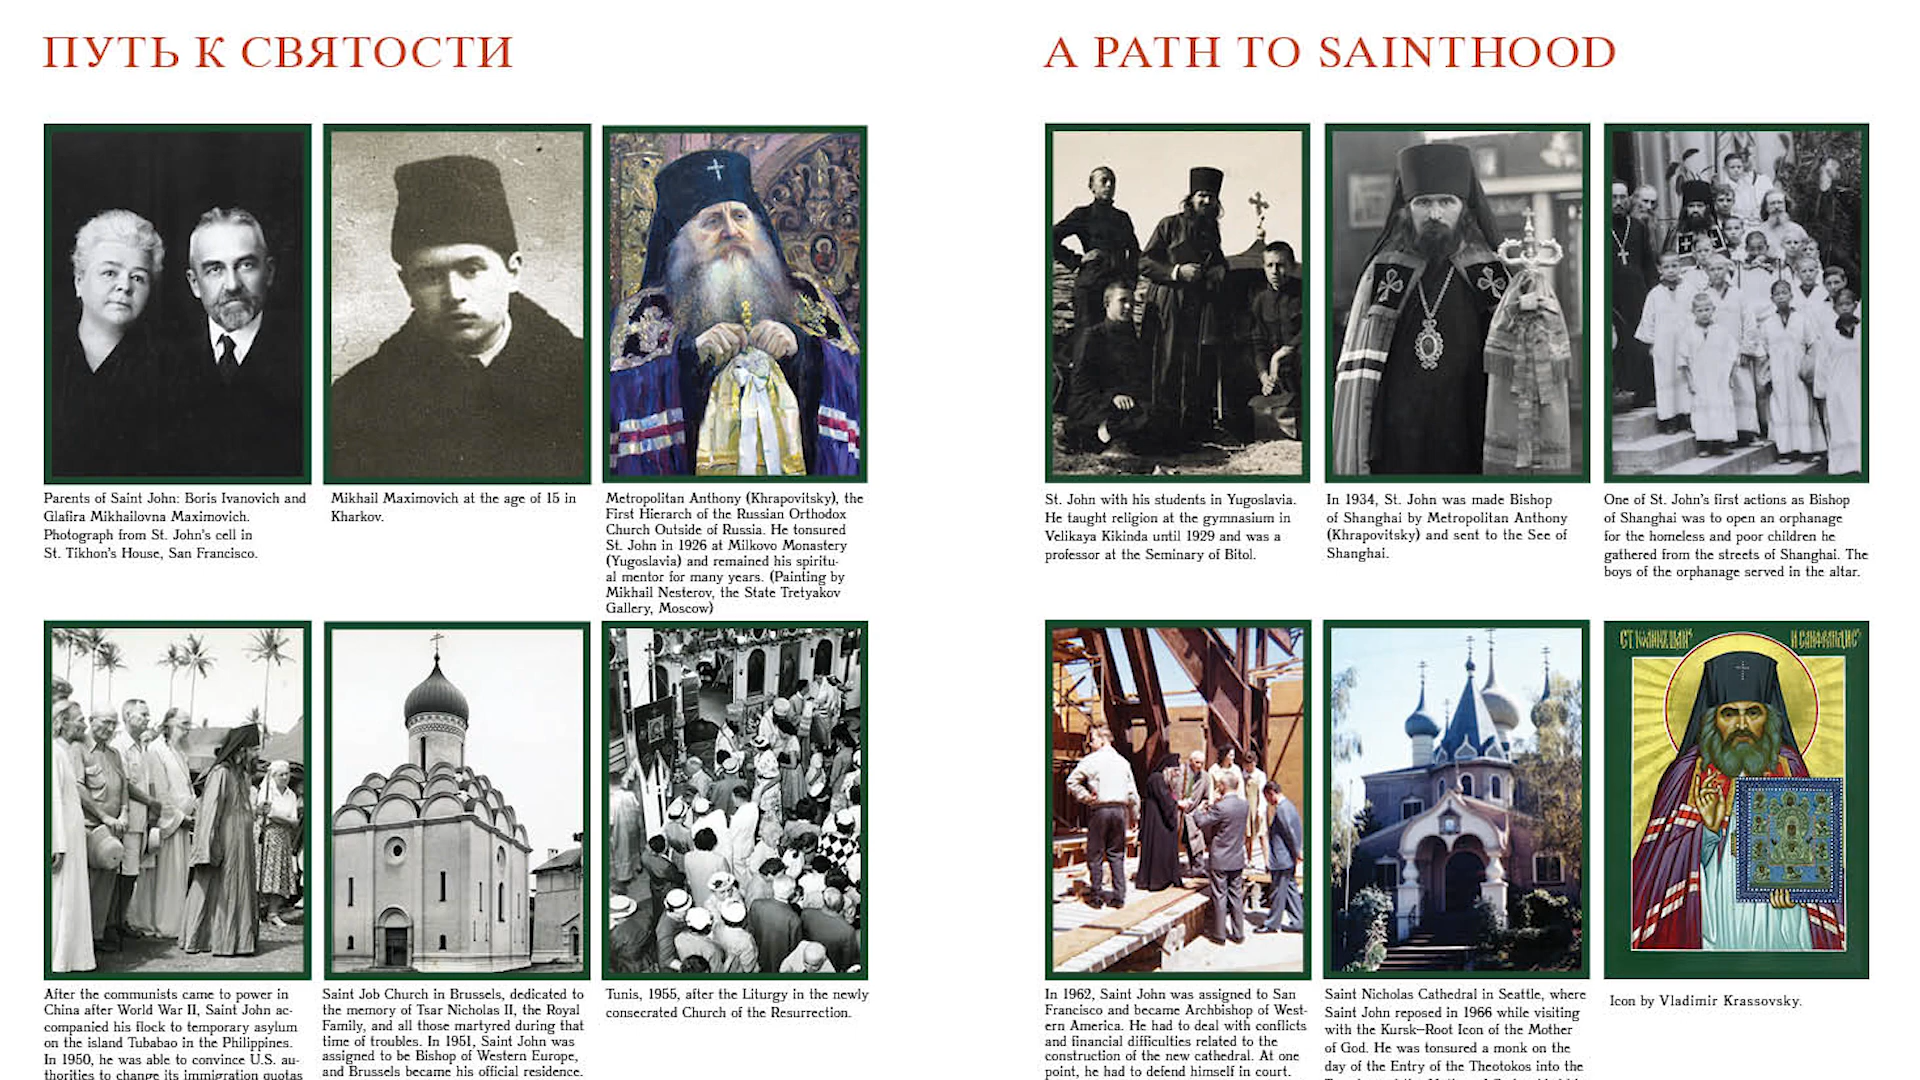 ПУТЬ К СВЯТОСТИ
A PATH TO SAINTHOOD
Parents of Saint John: Boris Ivanovich and
Glafira Mikhailovna Maximovich.
Photograph from St. John's cell in
St. Tikhon's House, San Francisco.
Mikhail Maximovich at the age of 15 in
Kharkov.
Metropolitan Anthony (Khrapovitsky), the
First Hierarch of the Russian Orthodox
Church Outside of Russia. He tonsured
St. John in 1926 at Milkovo Monastery
(Yugoslavia) and remained his spiritu-
al mentor for many years. (Painting by
Mikhail Nesterov, the State Tretyakov
Gallery, Moscow)
St. John with his students in Yugoslavia.
He taught religion at the gymnasium in
Velikaya Kikinda until 1929 and was a
professor at the Seminary of Bitol.
In 1934, St. John was made Bishop
of Shanghai by Metropolitan Anthony
(Khrapovitsky) and sent to the See of
Shanghai.
One of St. John's first actions as Bishop
of Shanghai was to open an orphanage
for the homeless and poor children he
gathered from the streets of Shanghai. The
boys of the orphanage served in the altar.
After the communists came to power in
China after World War II, Saint John ac-
companied his flock to temporary asylum
on the island Tubabao in the Philippines.
In 1950, he was able to convince U.S. au-
thorities to change its immigration quotas
Saint Job Church in Brussels, dedicated to
the memory of Tsar Nicholas II, the Royal
Family, and all those martyred during that
time of troubles. In 1951, Saint John was
assigned to be Bishop of Western Europe,
and Brussels became his official residence.
Tunis, 1955, after the Liturgy in the newly
consecrated Church of the Resurrection.
In 1962, Saint John was assigned to San
Francisco and became Archbishop of West-
ern America. He had to deal with conflicts
and financial difficulties related to the
construction of the new cathedral. At one
point, he had to defend himself in court.
Saint Nicholas Cathedral in Seattle, where
Saint John reposed in 1966 while visiting
with the Kursk-Root Icon of the Mother
of God. He was tonsured a monk on the
day of the Entry of the Theotokos into the
Icon by Vladimir Krassovsky.